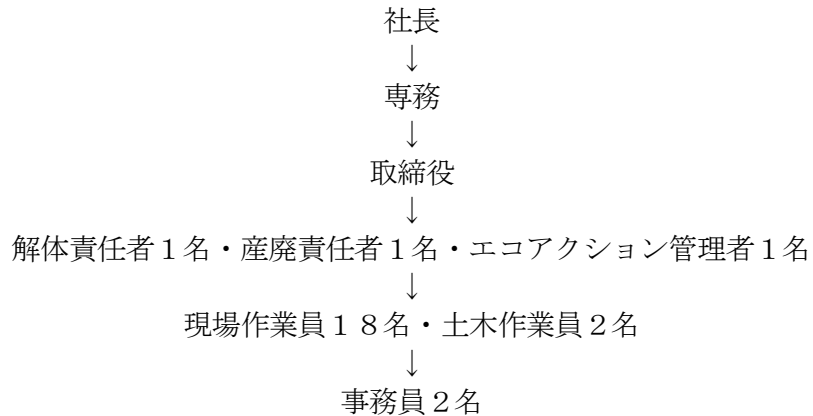 社長
↓
専務
↓
取締役
↓
解体責任者１名・産廃責任者１名・エコアクション管理者１名
↓
現場作業員１８名・土木作業員２名
↓
事務員２名